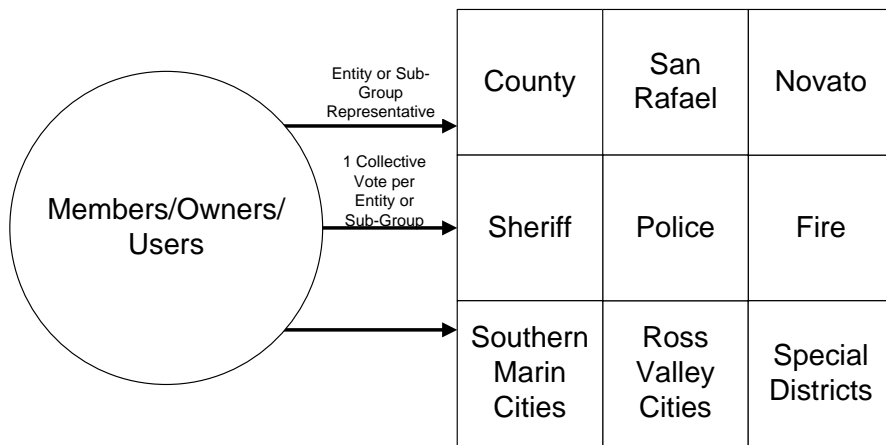 Members/Owners/
Users
Entity or Sub-
Group
Representative
1 Collective
Vote per
Entity or
Sub-Group
County
San
Rafael
Novato
Sheriff
Police
Fire
Southern
Marin
Cities
Ross
Valley
Cities
Special
Districts